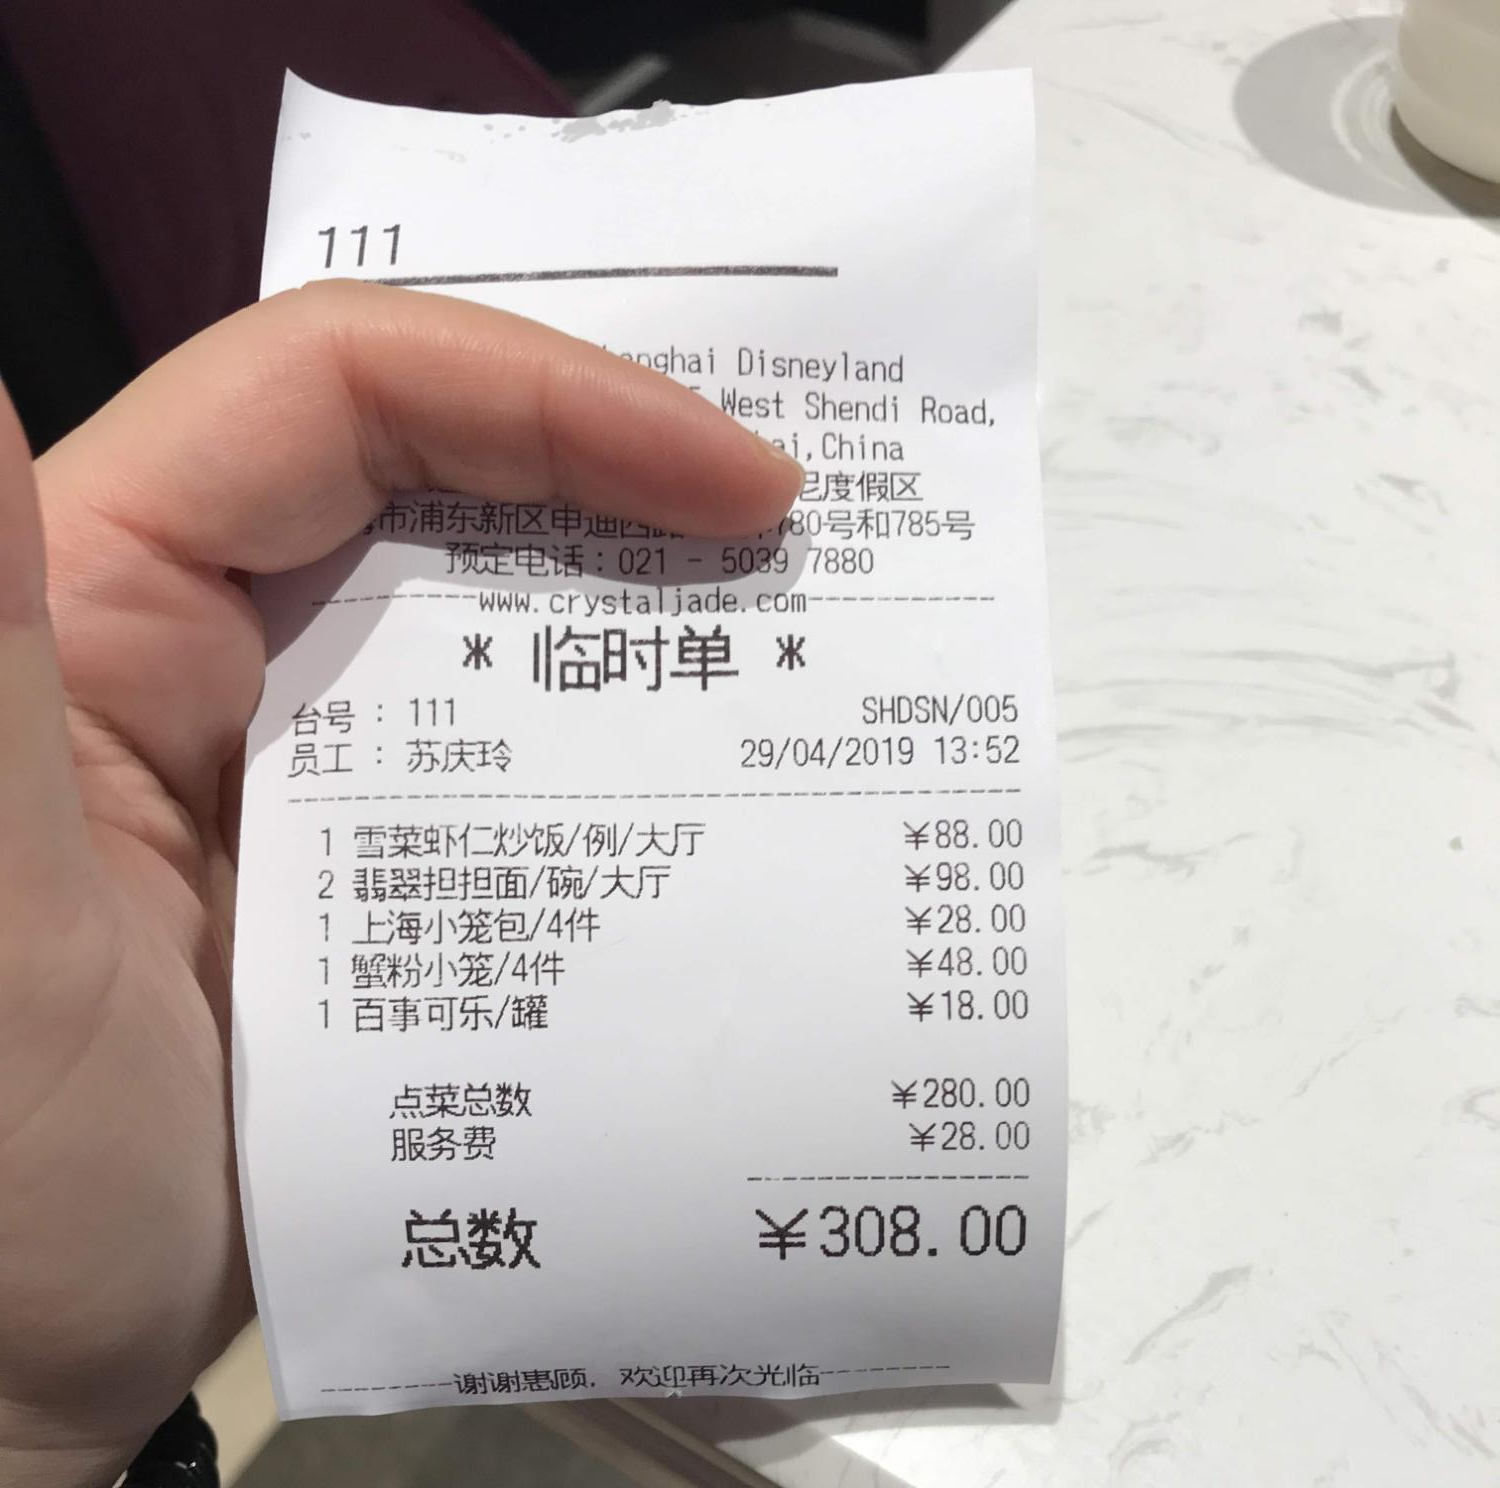 111
Disneyland
West Shendi Road,
China
度假区
市浦东新区申迪西路 780号和785号
预定电话：021 - 5039 7880
-----------www.crystaljade.com-----------
* 临时单 *
台号 : 111 SHDSN/005
员工 : 苏庆玲 29/04/2019 13:52
1 雪菜虾仁炒饭/例/大厅 ¥88.00
2 翡翠担担面/碗/大厅 ¥98.00
1 上海小笼包/4件 ¥28.00
1 蟹粉小笼/4件 ¥48.00
1 百事可乐/罐 ¥18.00
点菜总数 ¥280.00
服务费 ¥28.00
总数 ¥308.00
---------谢谢惠顾，欢迎再次光临---------